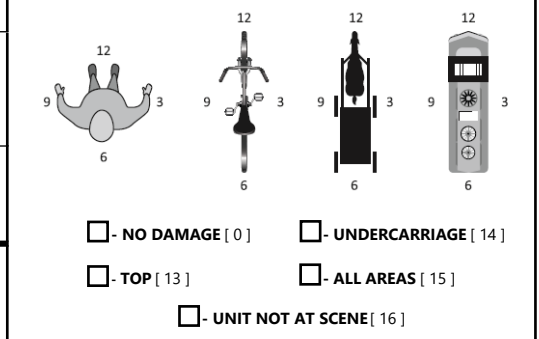 12 12 12
12
9 3 9 3 9 3 9 3
6
6 6 6
- NO DAMAGE [ 0 ] - UNDERCARRIAGE [ 14 ]
- TOP [ 13 ] - ALL AREAS [ 15 ]
- UNIT NOT AT SCENE [ 16 ]